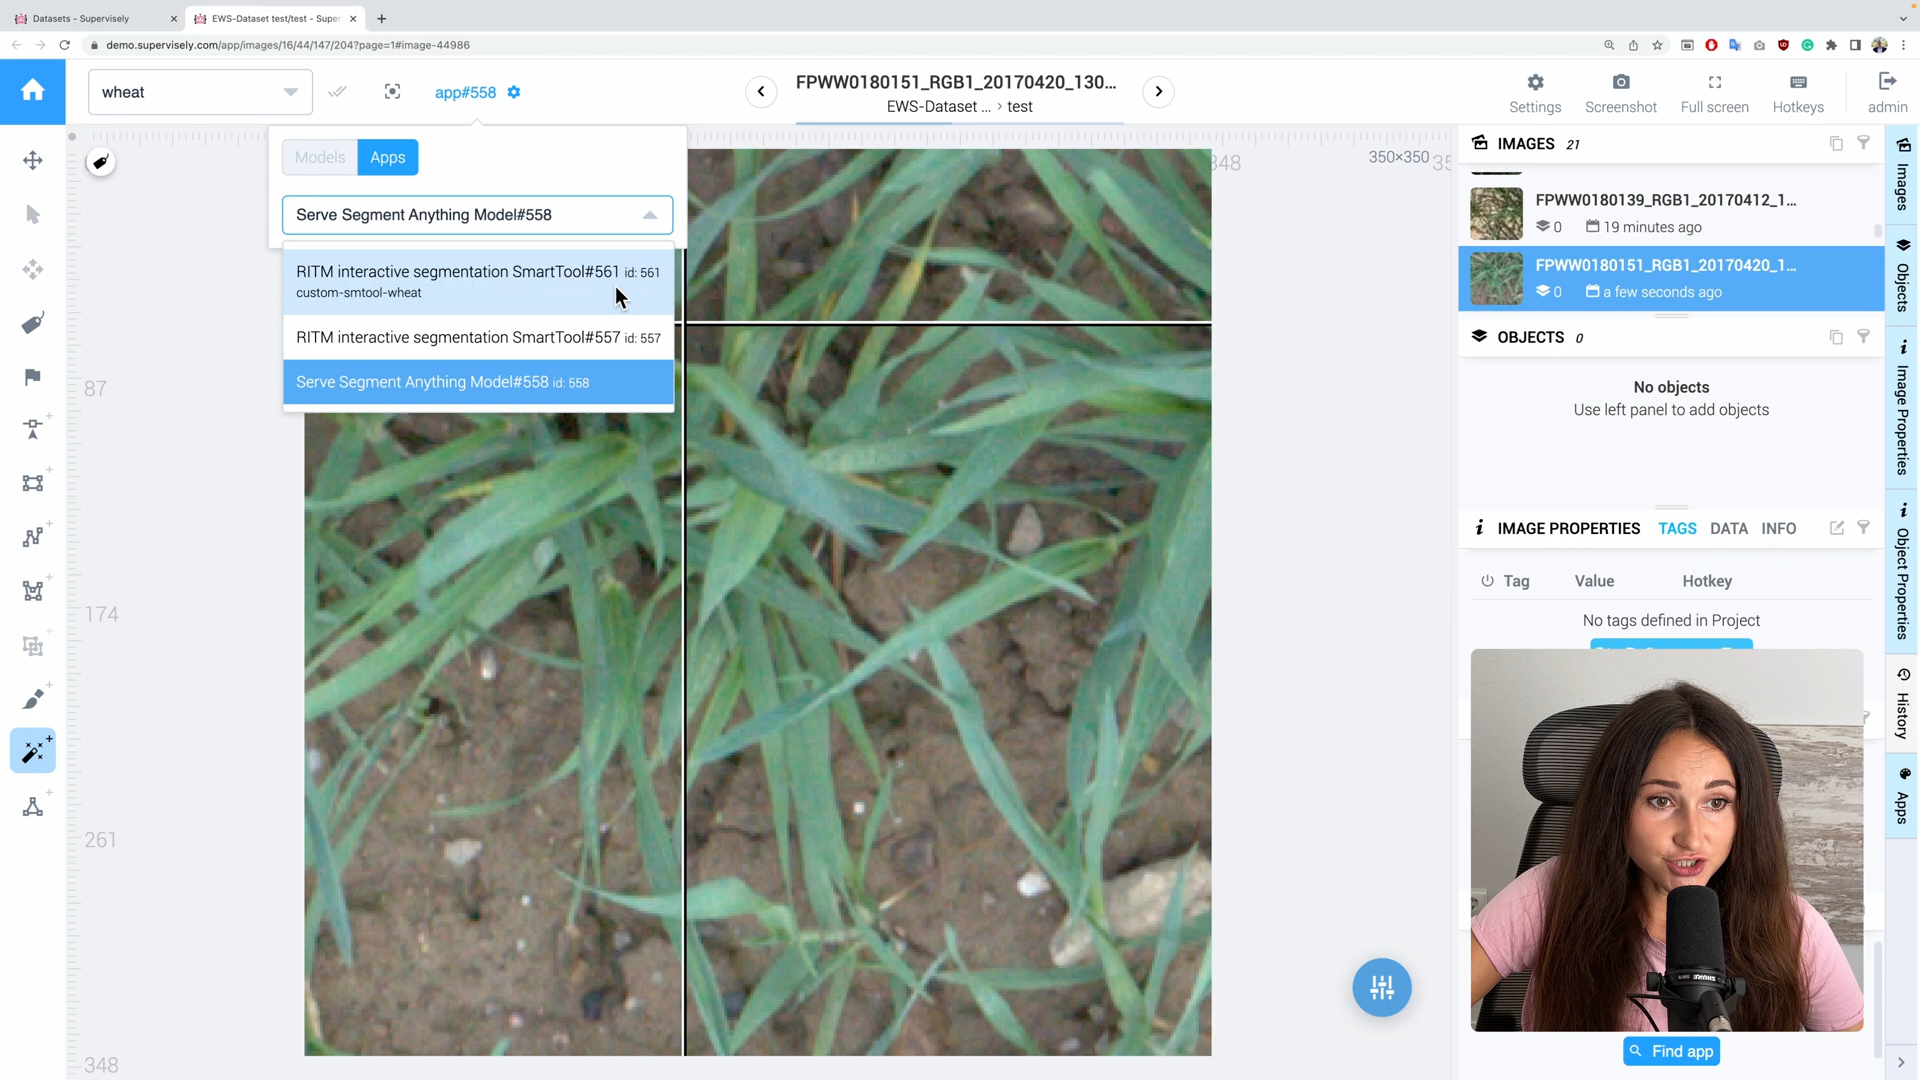 Datasets - Supervisely
EWS-Dataset test/test - Super
demo.supervisely.com/app/images/16/44/147/204?page=1#image-44986
wheat
app#558
FPWW0180151_RGB1_20170420_130...
EWS-Dataset ... › test
Settings
Screenshot
Full screen
Hotkeys
admin
Models
Apps
Serve Segment Anything Model#558
RITM interactive segmentation SmartTool#561 id: 561
custom-smtool-wheat
RITM interactive segmentation SmartTool#557 id: 557
Serve Segment Anything Model#558 id: 558
348
350×350
87
174
261
348
IMAGES 21
FPWW0180139_RGB1_20170412_1...
0 19 minutes ago
FPWW0180151_RGB1_20170420_1...
0 a few seconds ago
OBJECTS 0
No objects
Use left panel to add objects
IMAGE PROPERTIES TAGS DATA INFO
Tag Value Hotkey
No tags defined in Project
Find app
Images
Objects
Image Properties
Object Properties
History
Apps
SHURE